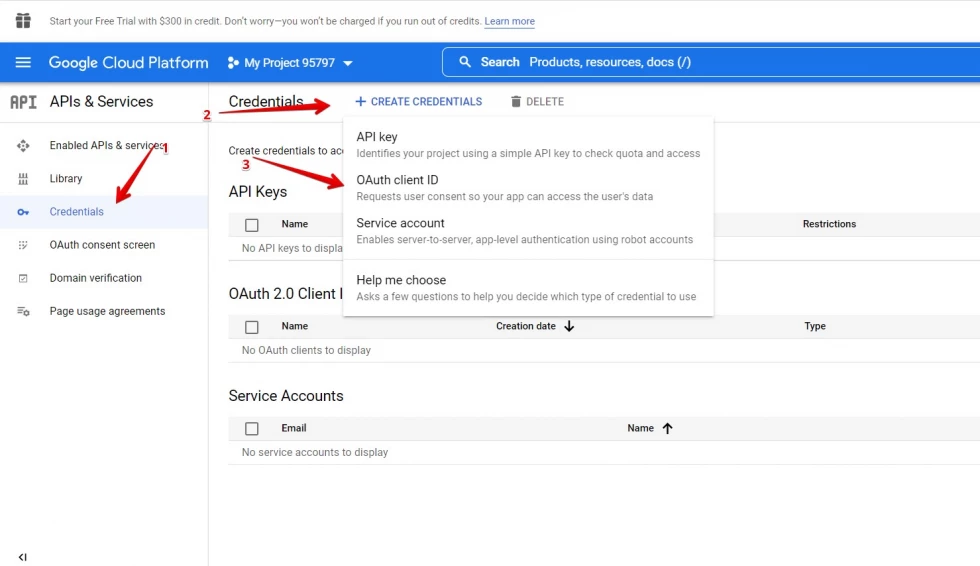 Start your Free Trial with $300 in credit. Don't worry—you won't be charged if you run out of credits. Learn more
Google Cloud Platform
My Project 95797
Search Products, resources, docs (/)
API APIs & Services
Credentials
+ CREATE CREDENTIALS
DELETE
2
Enabled APIs & services
1
Library
Credentials
OAuth consent screen
Domain verification
Page usage agreements
Create credentials to acc
3
API key
Identifies your project using a simple API key to check quota and access
OAuth client ID
Requests user consent so your app can access the user's data
Service account
Enables server-to-server, app-level authentication using robot accounts
Help me choose
Asks a few questions to help you decide which type of credential to use
API Keys
Name Restrictions
No API keys to displa
OAuth 2.0 Client I
Name Creation date Type
No OAuth clients to display
Service Accounts
Email Name
No service accounts to display